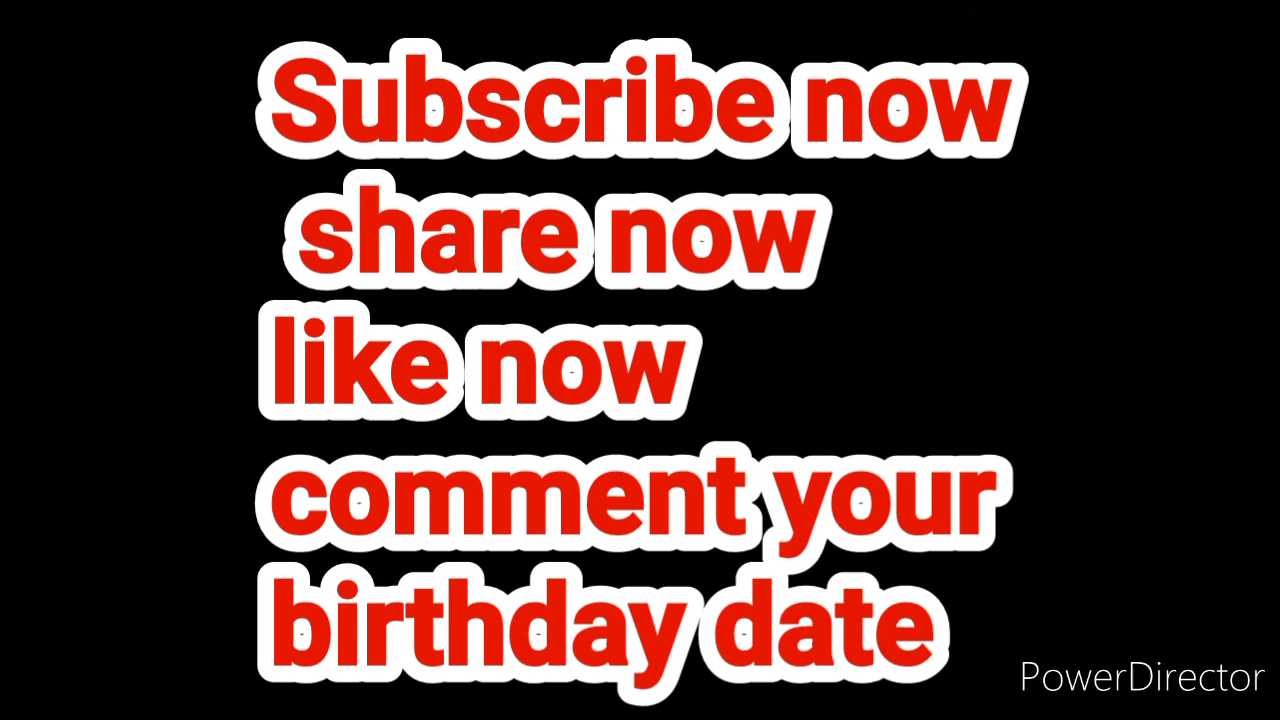 Subscribe now
share now
like now
comment your
birthday date
PowerDirector